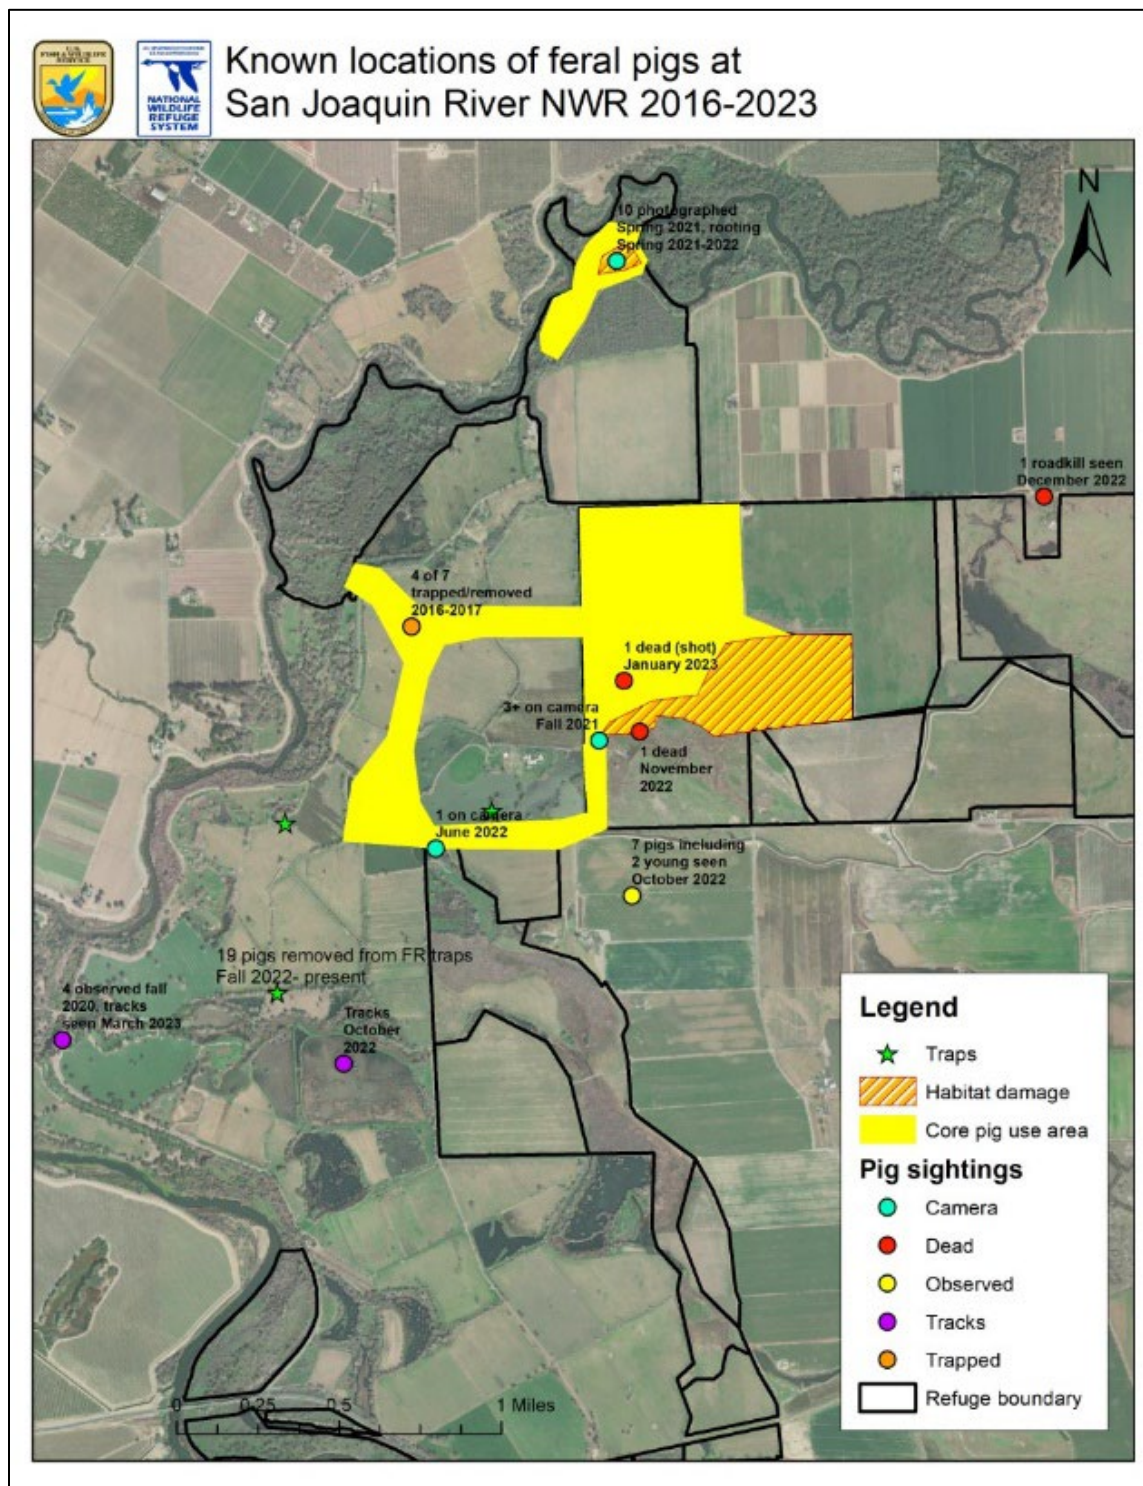 U.S.
FISH & WILDLIFE
SERVICE
NATIONAL
WILDLIFE
REFUGE
SYSTEM
Known locations of feral pigs at
San Joaquin River NWR 2016-2023
N
10 photographed
Spring 2021, rooting
Spring 2021-2022
1 roadkill seen
December 2022
4 of 7
trapped/removed
2016-2017
1 dead (shot)
January 2023
3+ on camera
Fall 2021
1 dead
November
2022
1 on camera
June 2022
7 pigs including
2 young seen
October 2022
19 pigs removed from FR traps
Fall 2022- present
4 observed fall
2020, tracks
seen March 2023
Tracks
October
2022
Legend
Traps
Habitat damage
Core pig use area
Pig sightings
Camera
Dead
Observed
Tracks
Trapped
Refuge boundary
0 0.25 0.5 1 Miles